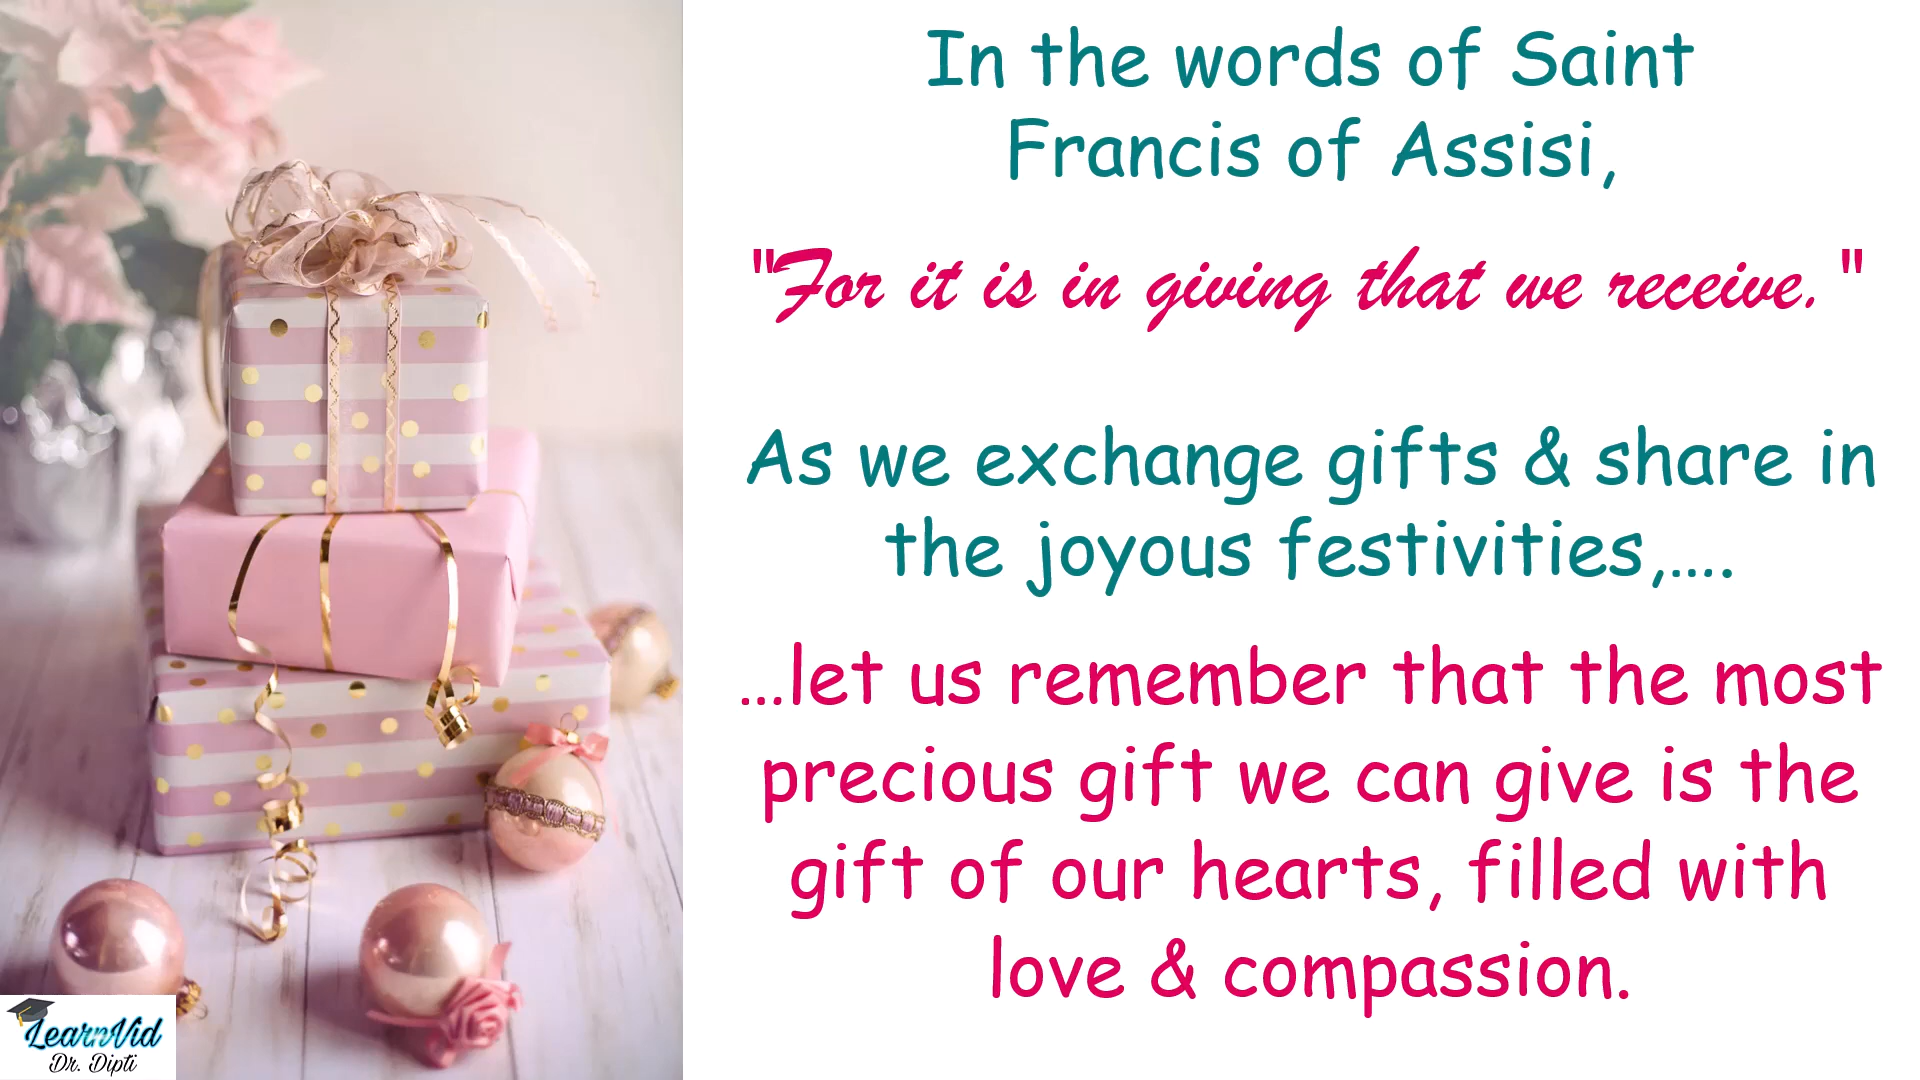 In the words of Saint
Francis of Assisi,
"For it is in giving that we receive."
As we exchange gifts & share in
the joyous festivities,....
...let us remember that the most
precious gift we can give is the
gift of our hearts, filled with
love & compassion.
LearnVid
Dr. Dipti